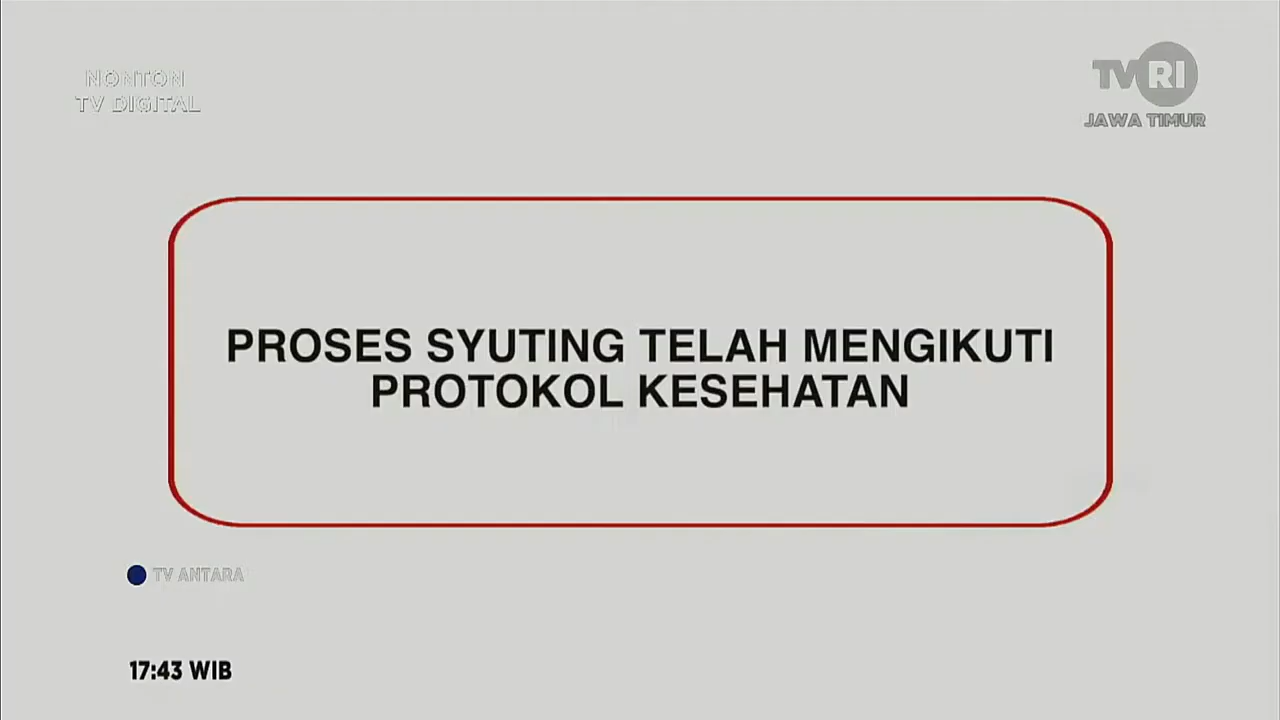 NONTON
TV DIGITAL
TVRI
JAWA TIMUR
PROSES SYUTING TELAH MENGIKUTI
PROTOKOL KESEHATAN
TV ANTARA
17:43 WIB